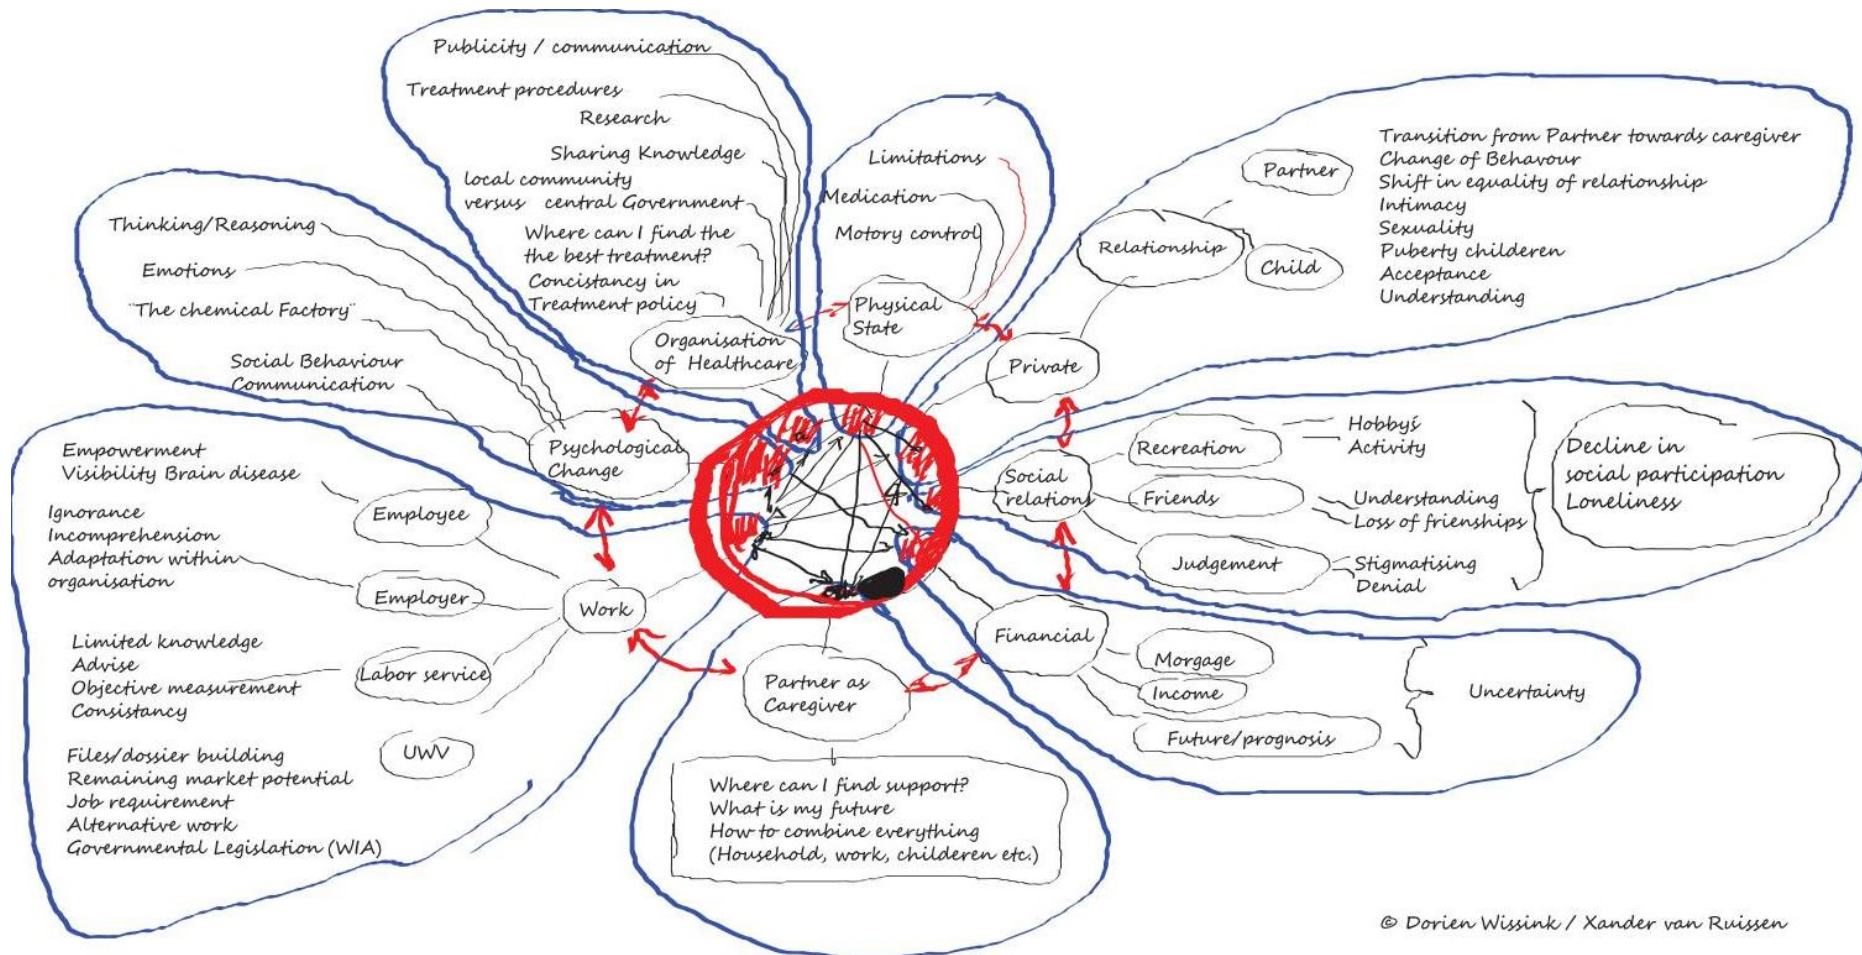 Publicity / communication
Treatment procedures
Research
Sharing Knowledge
local community
versus central Government
Where can I find the
the best treatment?
Concistancy in
Treatment policy
Organisation
of Healthcare
Limitations
Medication
Motory control
Physical
State
Partner
Relationship
Child
Private
Transition from Partner towards caregiver
Change of Behavour
Shift in equality of relationship
Intimacy
Sexuality
Puberty childeren
Acceptance
Understanding
Thinking/Reasoning
Emotions
"The chemical Factory"
Social Behaviour
Communication
Psychological
Change
Social
relations
Recreation
Hobby's
Activity
Friends
Understanding
Loss of frienships
Judgement
Stigmatising
Denial
Decline in
social participation
Loneliness
Empowerment
Visibility Brain disease
Employee
Ignorance
Incomprehension
Adaptation within
organisation
Employer
Work
Limited knowledge
Advise
Objective measurement
Consistancy
Labor service
UWV
Files/dossier building
Remaining market potential
Job requirement
Alternative work
Governmental Legislation (WIA)
Partner as
Caregiver
Where can I find support?
What is my future
How to combine everything
(Household, work, childeren etc.)
Financial
Morgage
Income
Future/prognosis
Uncertainty
© Dorien Wissink / Xander van Ruissen